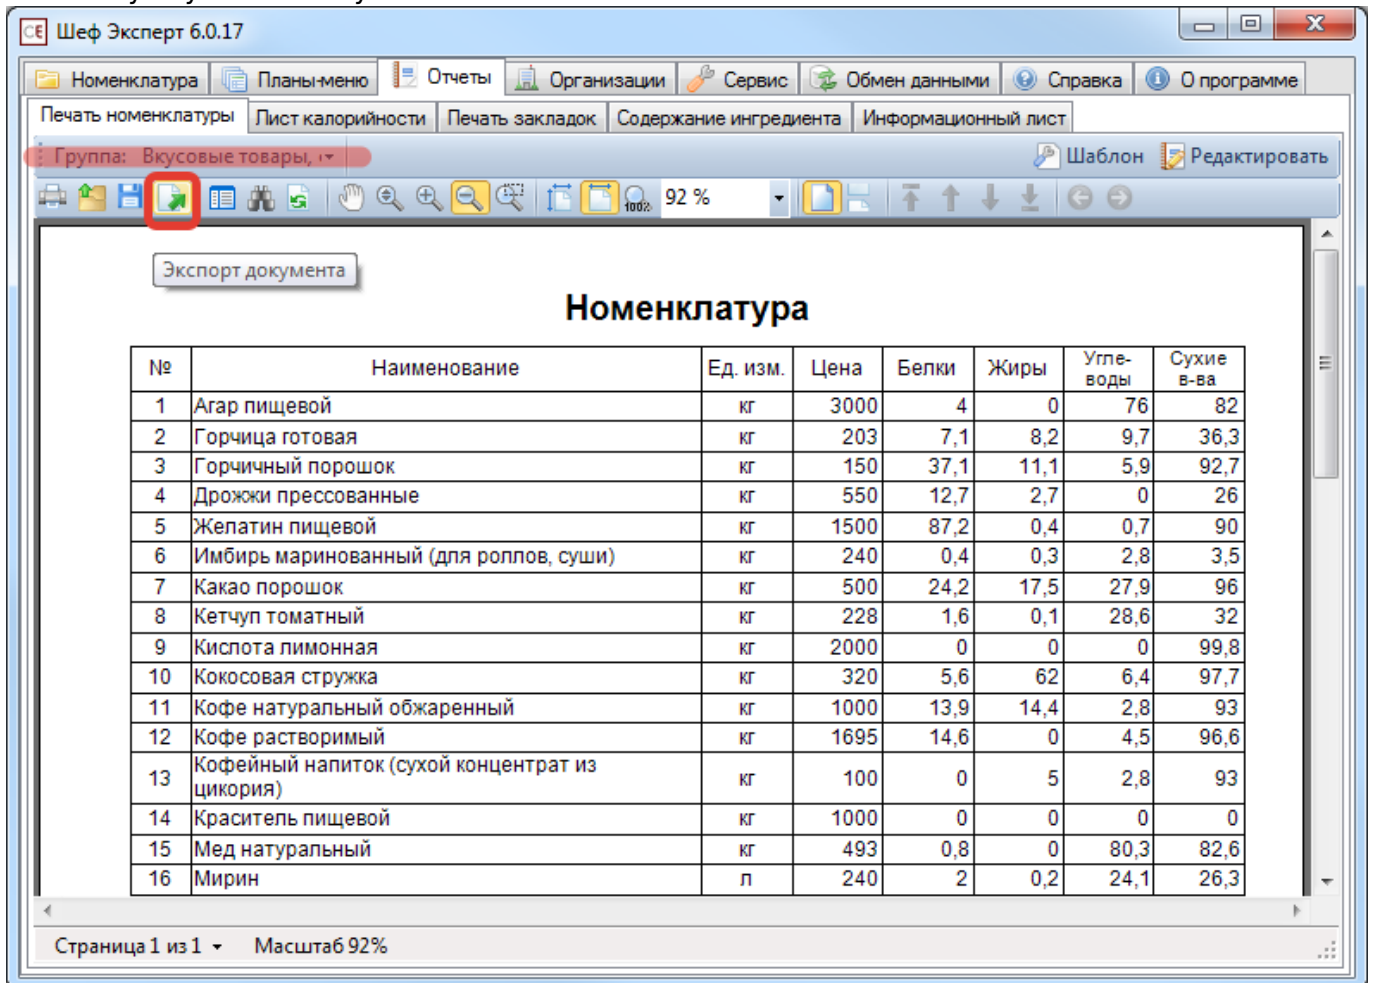 CE Шеф Эксперт 6.0.17
Номенклатура Планы-меню Отчеты Организации Сервис Обмен данными Справка О программе
Печать номенклатуры Лист калорийности Печать закладок Содержание ингредиента Информационный лист
Группа: Вкусовые товары, Шаблон Редактировать
100% 92 %
Экспорт документа
Номенклатура
№ Наименование Ед. изм. Цена Белки Жиры Угле- Сухие
воды в-ва
1 Агар пищевой кг 3000 4 0 76 82
2 Горчица готовая кг 203 7,1 8,2 9,7 36,3
3 Горчичный порошок кг 150 37,1 11,1 5,9 92,7
4 Дрожжи прессованные кг 550 12,7 2,7 0 26
5 Желатин пищевой кг 1500 87,2 0,4 0,7 90
6 Имбирь маринованный (для роллов, суши) кг 240 0,4 0,3 2,8 3,5
7 Какао порошок кг 500 24,2 17,5 27,9 96
8 Кетчуп томатный кг 228 1,6 0,1 28,6 32
9 Кислота лимонная кг 2000 0 0 0 99,8
10 Кокосовая стружка кг 320 5,6 62 6,4 97,7
11 Кофе натуральный обжаренный кг 1000 13,9 14,4 2,8 93
12 Кофе растворимый кг 1695 14,6 0 4,5 96,6
13 Кофейный напиток (сухой концентрат из
цикория) кг 100 0 5 2,8 93
14 Краситель пищевой кг 1000 0 0 0 0
15 Мед натуральный кг 493 0,8 0 80,3 82,6
16 Мирин л 240 2 0,2 24,1 26,3
Страница 1 из 1 Масштаб 92%